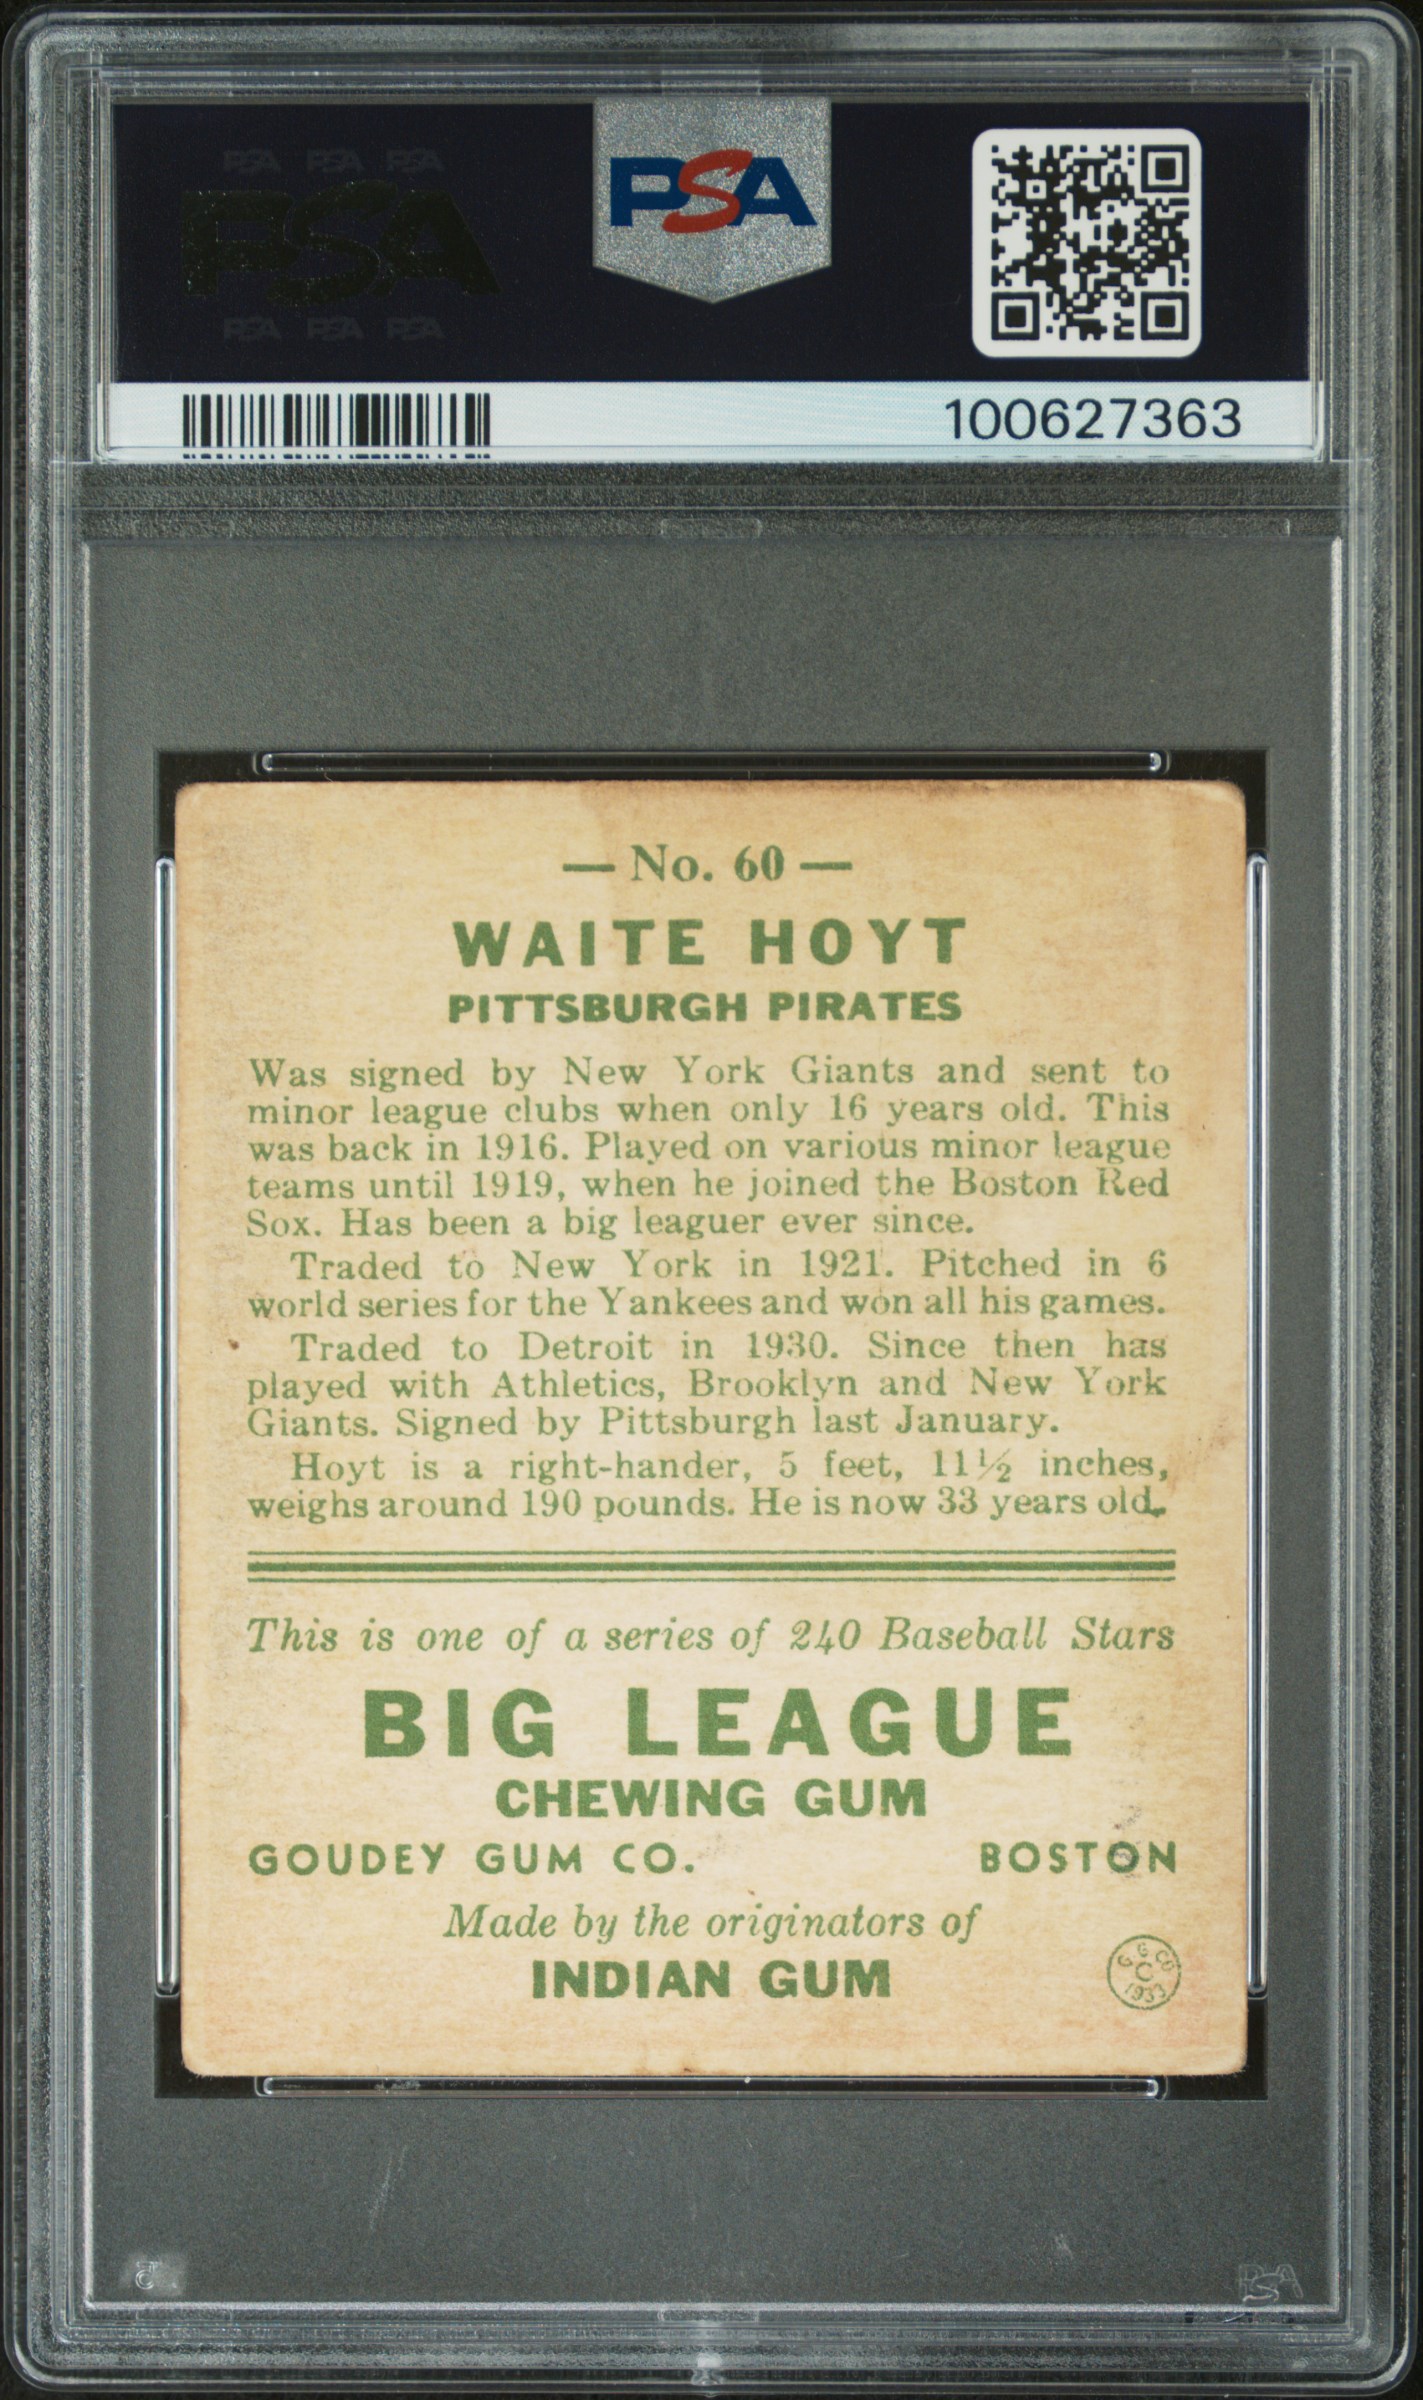 PSA PSA PSA
PSA
PSA PSA PSA
PSA
100627363
— No. 60 —
WAITE HOYT
PITTSBURGH PIRATES
Was signed by New York Giants and sent to
minor league clubs when only 16 years old. This
was back in 1916. Played on various minor league
teams until 1919, when he joined the Boston Red
Sox. Has been a big leaguer ever since.
Traded to New York in 1921. Pitched in 6
world series for the Yankees and won all his games.
Traded to Detroit in 1930. Since then has
played with Athletics, Brooklyn and New York
Giants. Signed by Pittsburgh last January.
Hoyt is a right-hander, 5 feet, 11½ inches,
weighs around 190 pounds. He is now 33 years old.
This is one of a series of 240 Baseball Stars
BIG LEAGUE
CHEWING GUM
GOUDEY GUM CO. BOSTON
Made by the originators of
INDIAN GUM
G. G. CO
C
1933
PSA